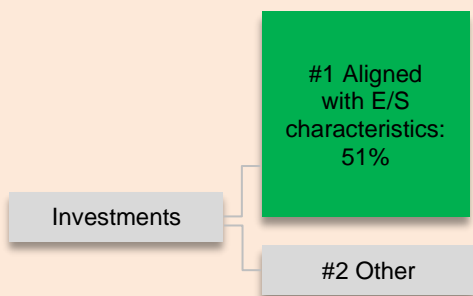 #1 Aligned
with E/S
characteristics:
51%
Investments
#2 Other